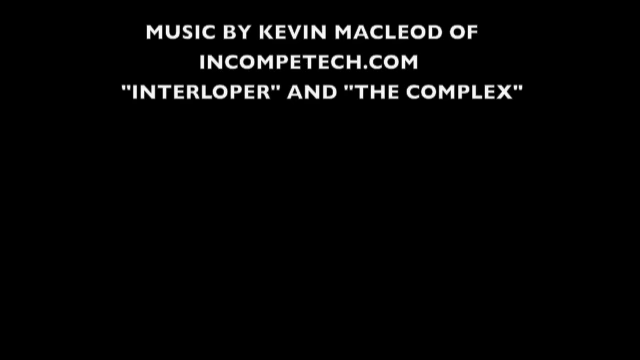 MUSIC BY KEVIN MACLEOD OF
INCOMPETECH.COM
"INTERLOPER" AND "THE COMPLEX"